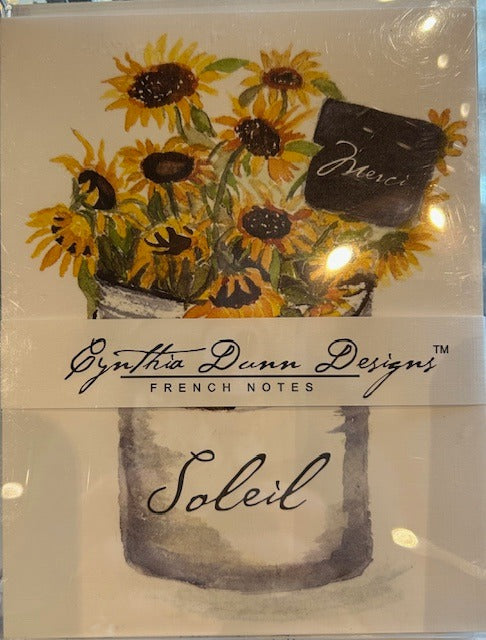 Merci
Cynthia Dunn Designs™
FRENCH NOTES
Soleil